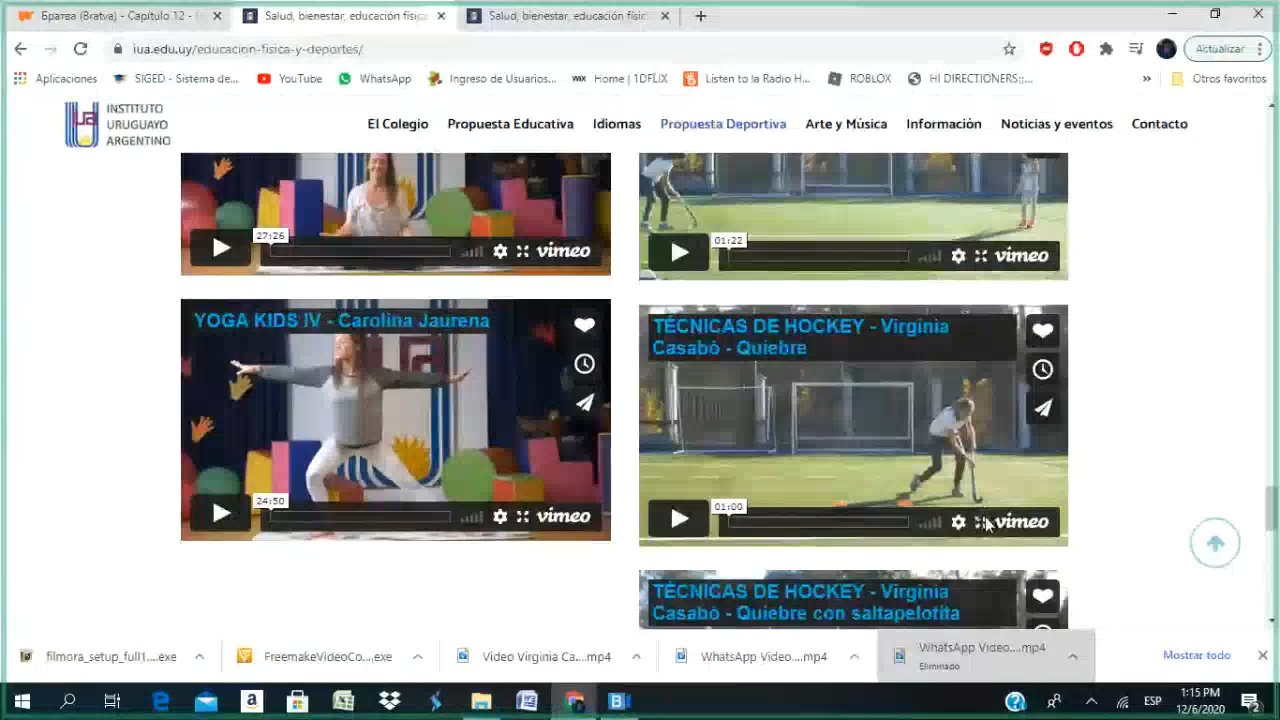 Братва (Bratva) - Capítulo 12 -
Salud, bienestar, educación física
Salud, bienestar, educación físic
iua.edu.uy/educacion-fisica-y-deportes/
Actualizar
Aplicaciones
SIGED - Sistema de...
YouTube
WhatsApp
Ingreso de Usuarios...
WIX
Home | 1DFLIX
Listen to la Radio H...
ROBLOX
HI DIRECTIONERS;;...
»
Otros favoritos
INSTITUTO
URUGUAYO
ARGENTINO
El Colegio
Propuesta Educativa
Idiomas
Propuesta Deportiva
Arte y Música
Información
Noticias y eventos
Contacto
27:26
vimeo
01:22
vimeo
YOGA KIDS IV - Carolina Jaurena
24:50
vimeo
TÉCNICAS DE HOCKEY - Virginia
Casabó - Quiebre
01:00
vimeo
TÉCNICAS DE HOCKEY - Virginia
Casabó - Quiebre con saltapelotita
filmora_setup_full1....exe
FreemakeVideoCo....exe
Video Virginia Ca....mp4
WhatsApp Video....mp4
WhatsApp Video....mp4
Eliminado
Mostrar todo
ESP
1:15 PM
12/6/2020
2